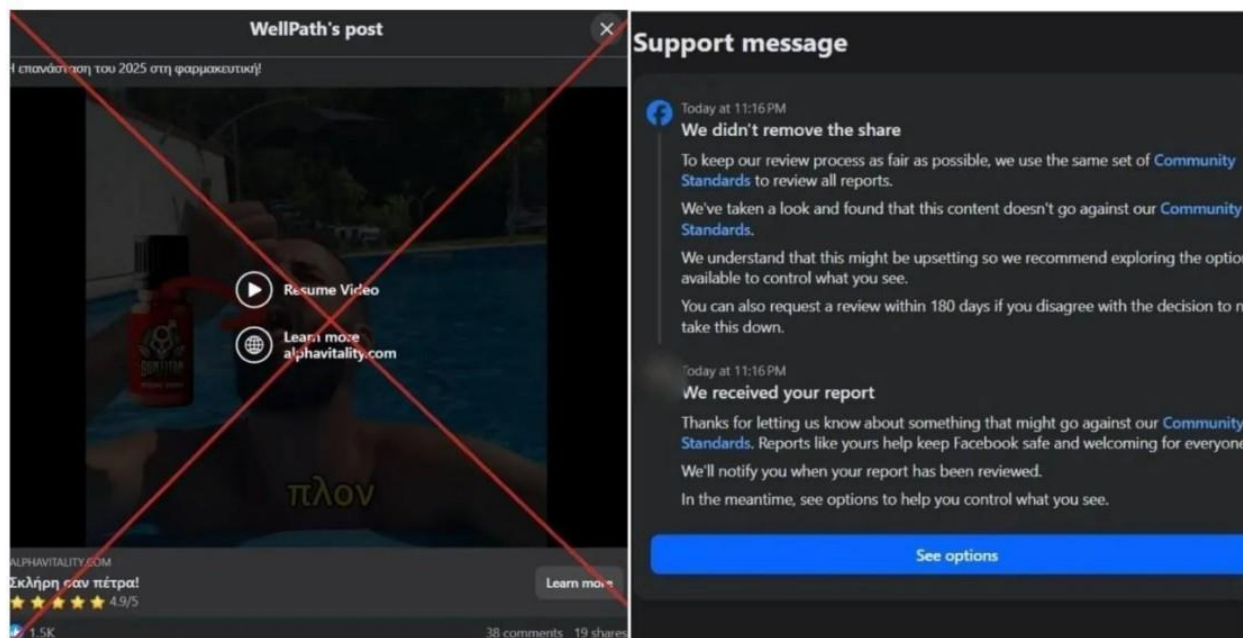 WellPath's post
Η επανάσταση του 2025 στη φαρμακευτική!
Resume Video
Learn more
alphavitality.com
πλον
ALPHAVITALITY.COM
Σκλήρη σαν πέτρα!
4.9/5
Learn more
1.5K
38 comments 19 shares
Support message
Today at 11:16 PM
We didn't remove the share
To keep our review process as fair as possible, we use the same set of Community
Standards to review all reports.
We've taken a look and found that this content doesn't go against our Community
Standards.
We understand that this might be upsetting so we recommend exploring the optio
available to control what you see.
You can also request a review within 180 days if you disagree with the decision to n
take this down.
Today at 11:16 PM
We received your report
Thanks for letting us know about something that might go against our Community
Standards. Reports like yours help keep Facebook safe and welcoming for everyone
We'll notify you when your report has been reviewed.
In the meantime, see options to help you control what you see.
See options